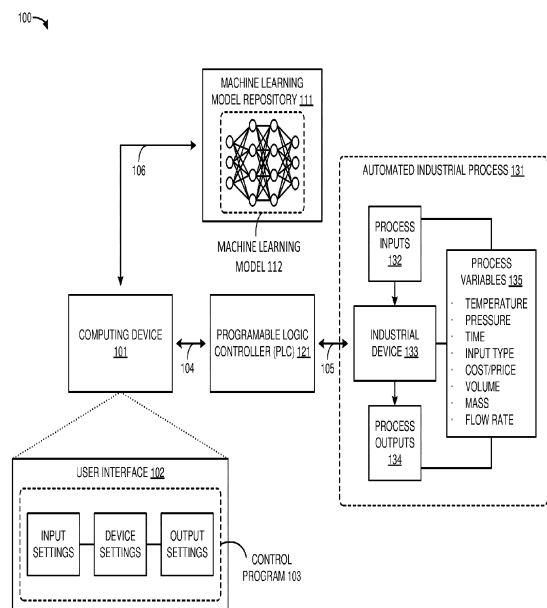 100
MACHINE LEARNING
MODEL REPOSITORY 111
106
MACHINE LEARNING
MODEL 112
COMPUTING DEVICE
101
104
PROGRAMABLE LOGIC
CONTROLLER (PLC) 121
105
AUTOMATED INDUSTRIAL PROCESS 131
PROCESS
INPUTS
132
INDUSTRIAL
DEVICE 133
PROCESS
OUTPUTS
134
PROCESS
VARIABLES 135
· TEMPERATURE
· PRESSURE
· TIME
· INPUT TYPE
· COST/PRICE
· VOLUME
· MASS
· FLOW RATE
USER INTERFACE 102
INPUT
SETTINGS
DEVICE
SETTINGS
OUTPUT
SETTINGS
CONTROL
PROGRAM 103